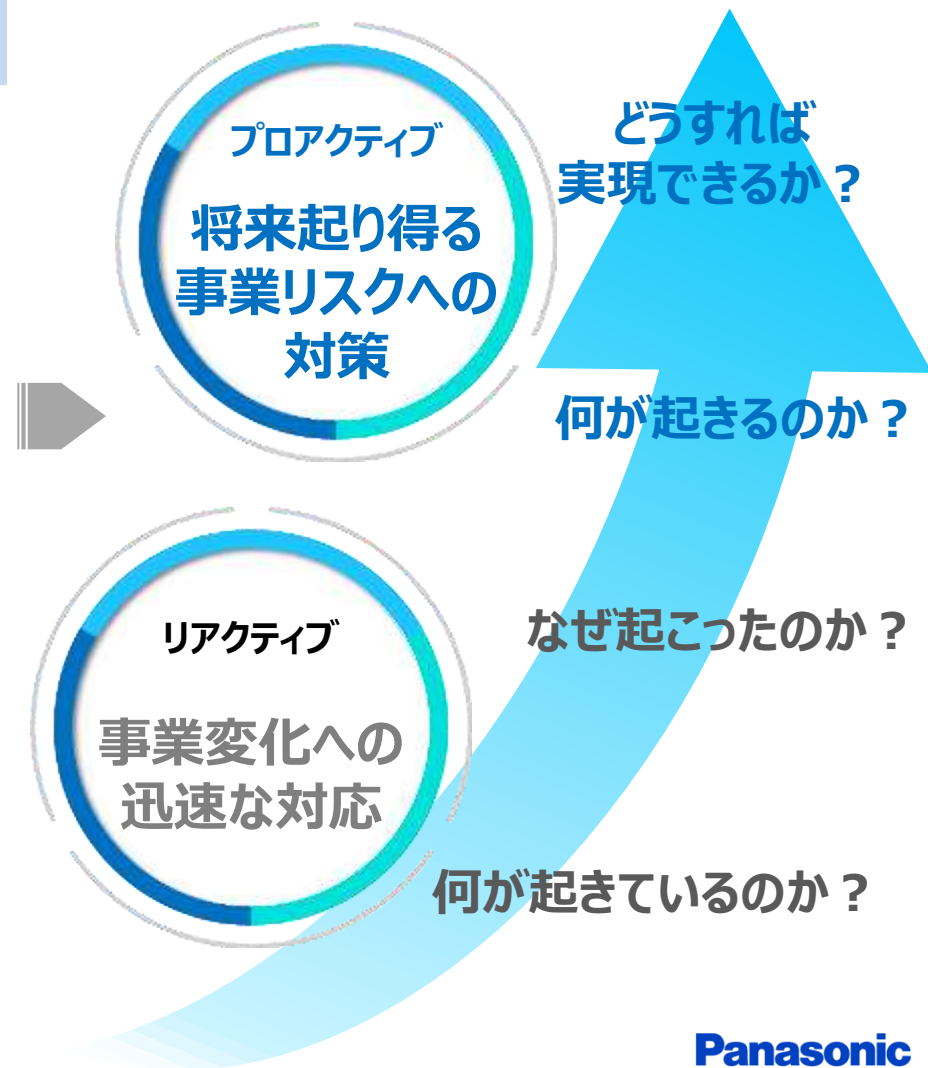 プロアクティブ
将来起り得る
事業リスクへの
対策
どうすれば
実現できるか？
何が起きるのか？
リアクティブ
事業変化への
迅速な対応
なぜ起こったのか？
何が起きているのか？
Panasonic